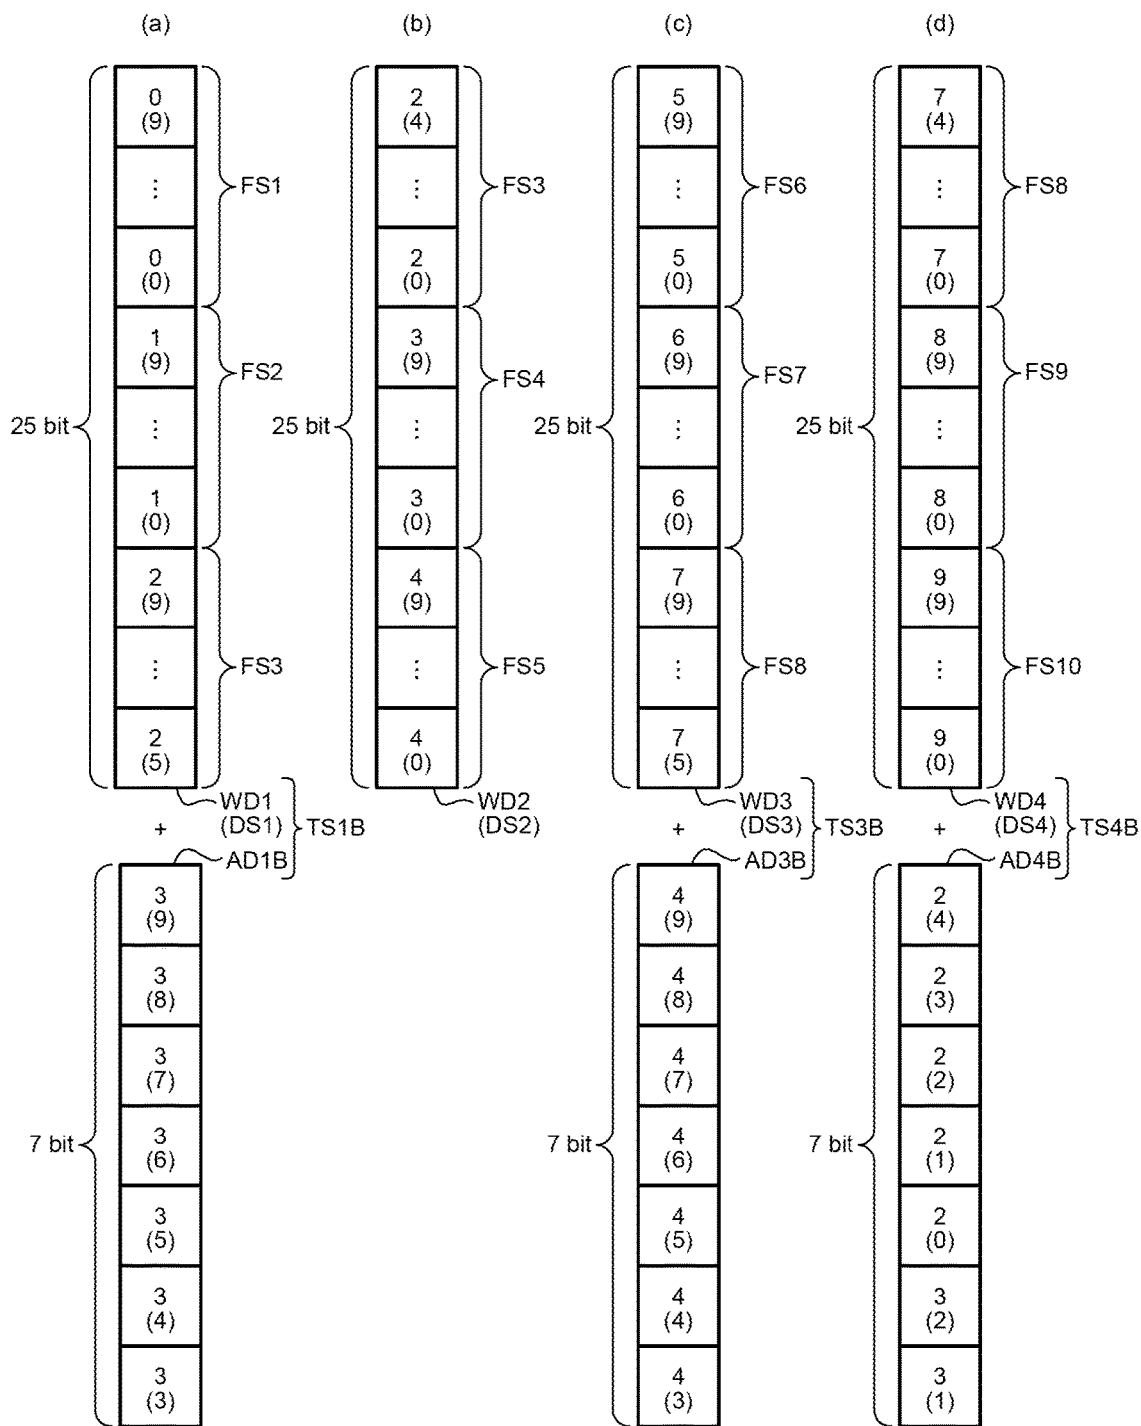 (a) (b) (c) (d)
0 2 5 7
(9) (4) (9) (4)
⋮ FS1 ⋮ FS3 ⋮ FS6 ⋮ FS8
0 2 5 7
(0) (0) (0) (0)
1 3 6 8
(9) (9) (9) (9)
FS2 FS4 FS7 FS9
25 bit ⋮ 25 bit ⋮ 25 bit ⋮ 25 bit ⋮
1 3 6 8
(0) (0) (0) (0)
2 4 7 9
(9) (9) (9) (9)
⋮ FS3 ⋮ FS5 ⋮ FS8 ⋮ FS10
2 4 7 9
(5) (0) (5) (0)
WD1 WD2 WD3 WD4
+ (DS1) TS1B (DS2) + (DS3) TS3B + (DS4) TS4B
AD1B AD3B AD4B
3 4 2
(9) (9) (4)
3 4 2
(8) (8) (3)
3 4 2
(7) (7) (2)
7 bit 3 7 bit 4 7 bit 2
(6) (6) (1)
3 4 2
(5) (5) (0)
3 4 3
(4) (4) (2)
3 4 3
(3) (3) (1)